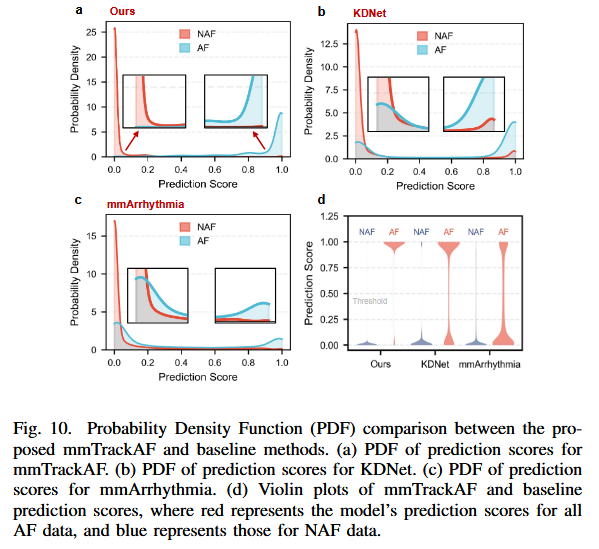 a Ours
Probability Density
25
20
15
10
5
0
NAF
AF
0.0 0.2 0.4 0.6 0.8 1.0
Prediction Score
b KDNet
Probability Density
14
12.5
10.0
7.5
5.0
2.5
0.0
NAF
AF
0.0 0.2 0.4 0.6 0.8 1.0
Prediction Score
c mmArrhythmia
Probability Density
15
10
5
0
NAF
AF
0.0 0.2 0.4 0.6 0.8 1.0
Prediction Score
d
Prediction Score
1.25
1.00
0.75
0.50
0.25
0.00
NAF AF NAF AF NAF AF
Threshold
Ours KDNet mmArrhythmia
Fig. 10. Probability Density Function (PDF) comparison between the pro-
posed mmTrackAF and baseline methods. (a) PDF of prediction scores for
mmTrackAF. (b) PDF of prediction scores for KDNet. (c) PDF of prediction
scores for mmArrhythmia. (d) Violin plots of mmTrackAF and baseline
prediction scores, where red represents the model's prediction scores for all
AF data, and blue represents those for NAF data.